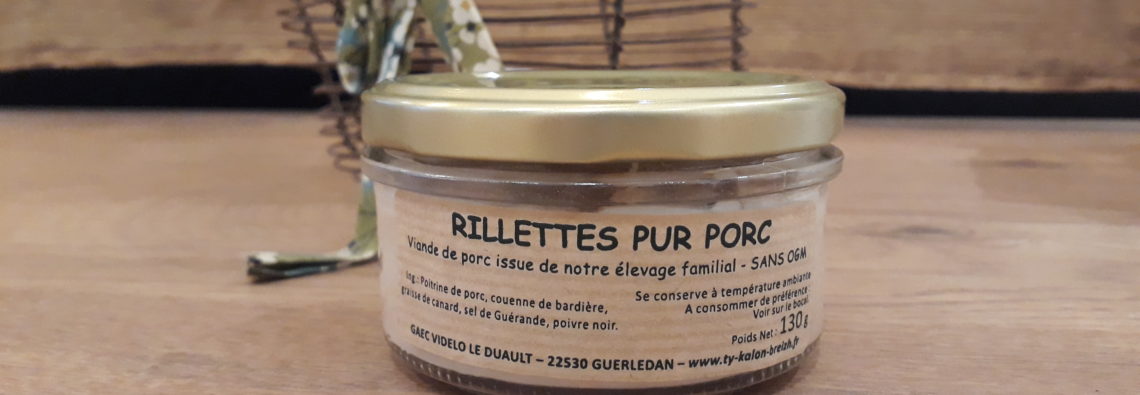 RILLETTES PUR PORC
Viande de porc issue de notre élevage familial - SANS OGM
Ing.: Poitrine de porc, couenne de bardière,
graisse de canard, sel de Guérande, poivre noir.
Se conserve à température ambiante
A consommer de préférence :
Voir sur le bocal
Poids Net : 130g
GAEC VIDELO LE DUAULT – 22530 GUERLEDAN – www.ty-kalon-breizh.fr